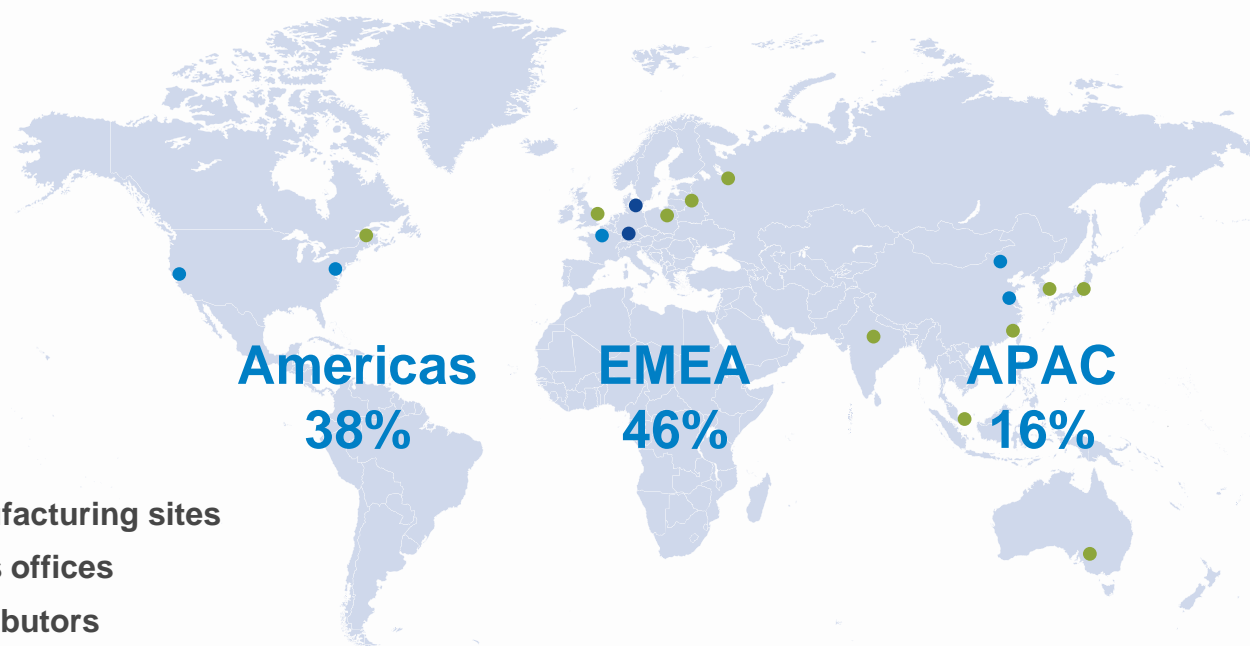 Americas
38%
EMEA
46%
APAC
16%
facturing sites
offices
butors